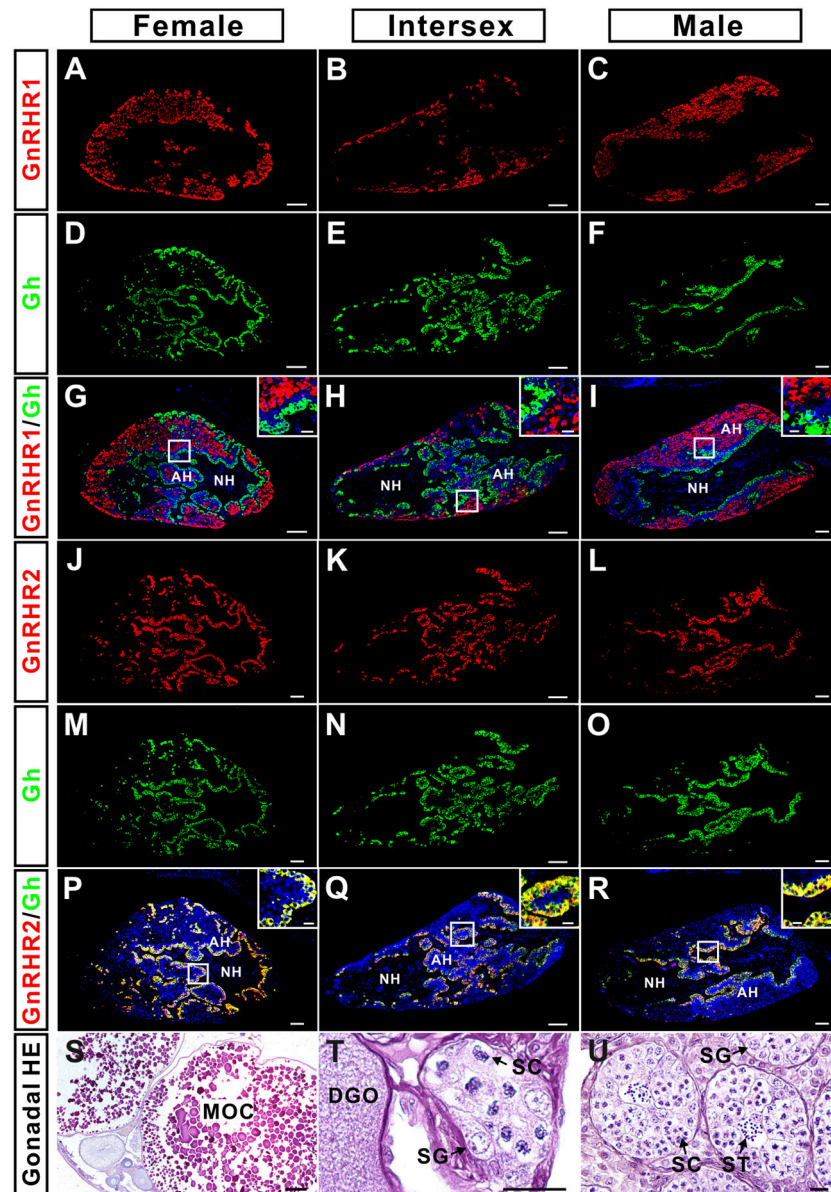 Female Intersex Male
GnRHR1
A B C
Gh
D E F
GnRHR1/Gh
G H I
AH NH NH AH AH NH
GnRHR2
J K L
Gh
M N O
GnRHR2/Gh
P Q R
AH NH NH AH NH AH
Gonadal HE
S T U
MOC DGO SC SG SG SC ST